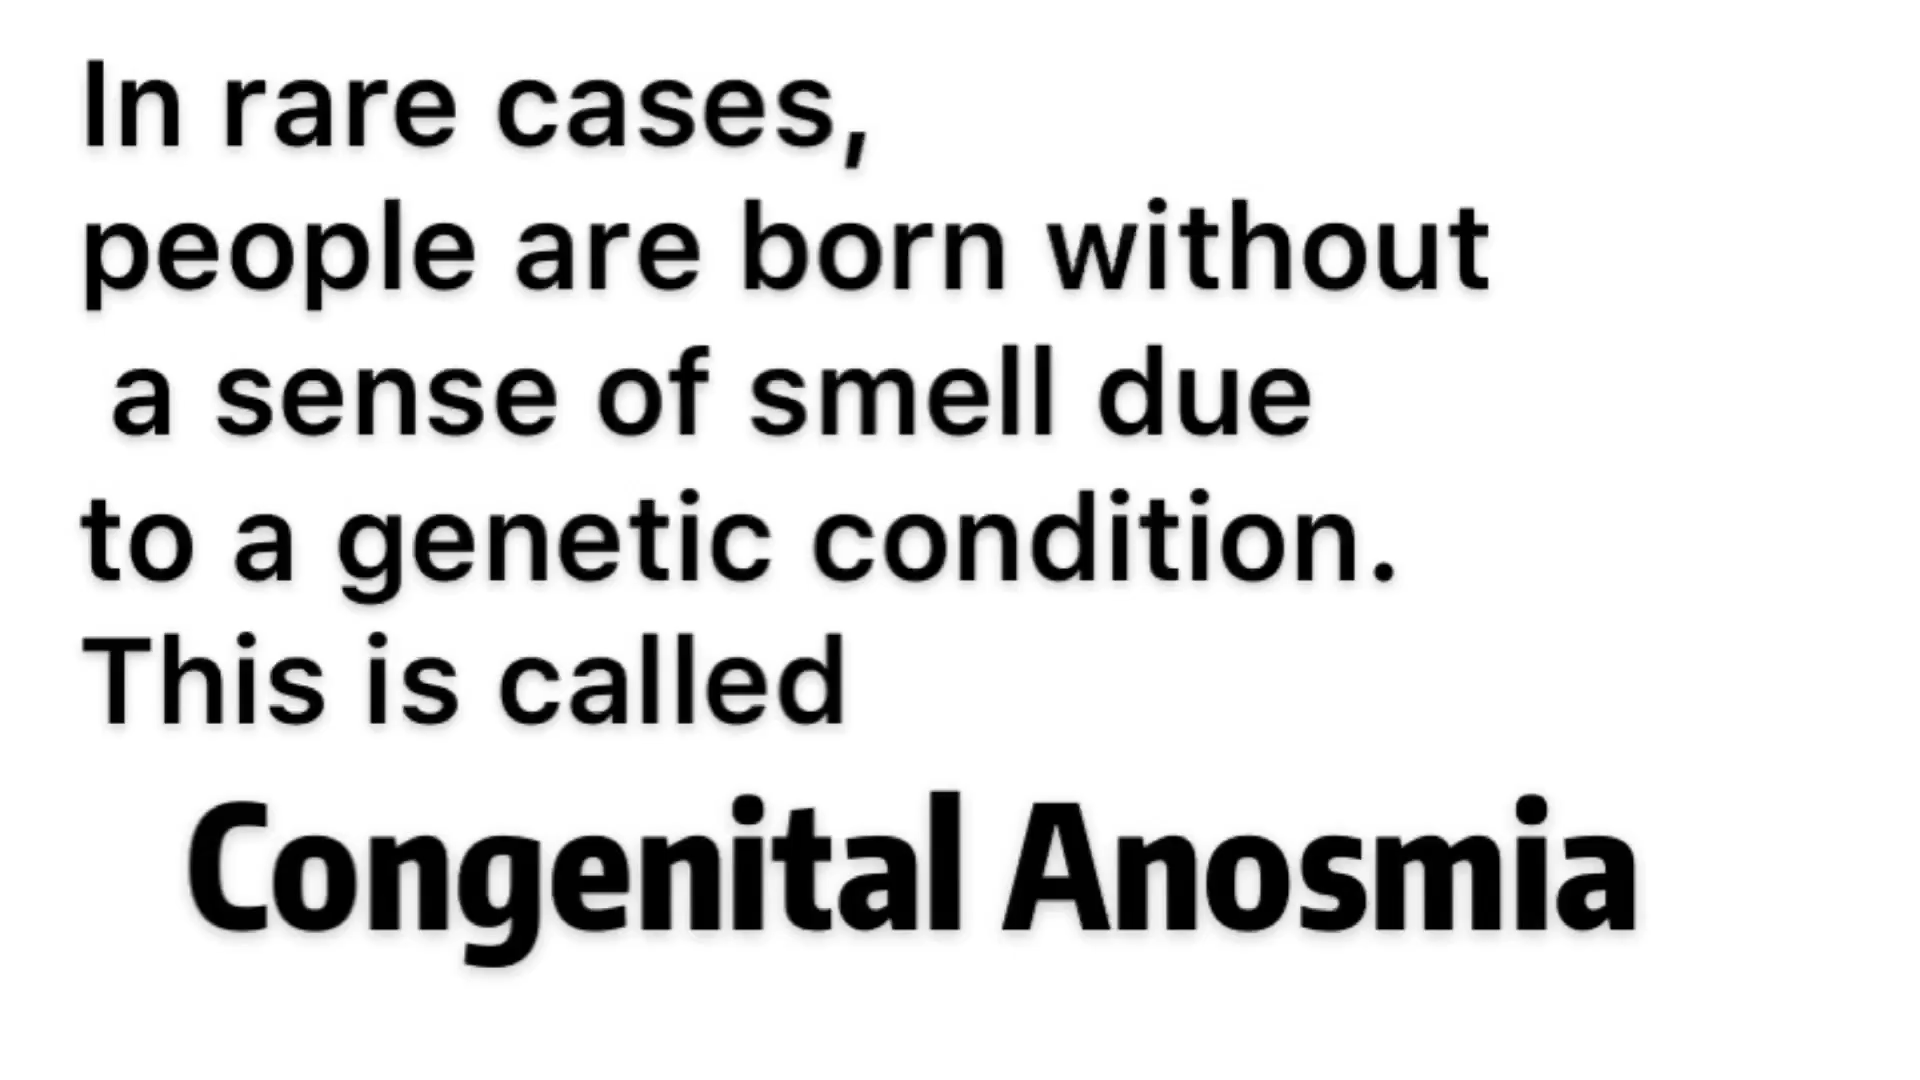 In rare cases,
people are born without
a sense of smell due
to a genetic condition.
This is called
Congenital Anosmia